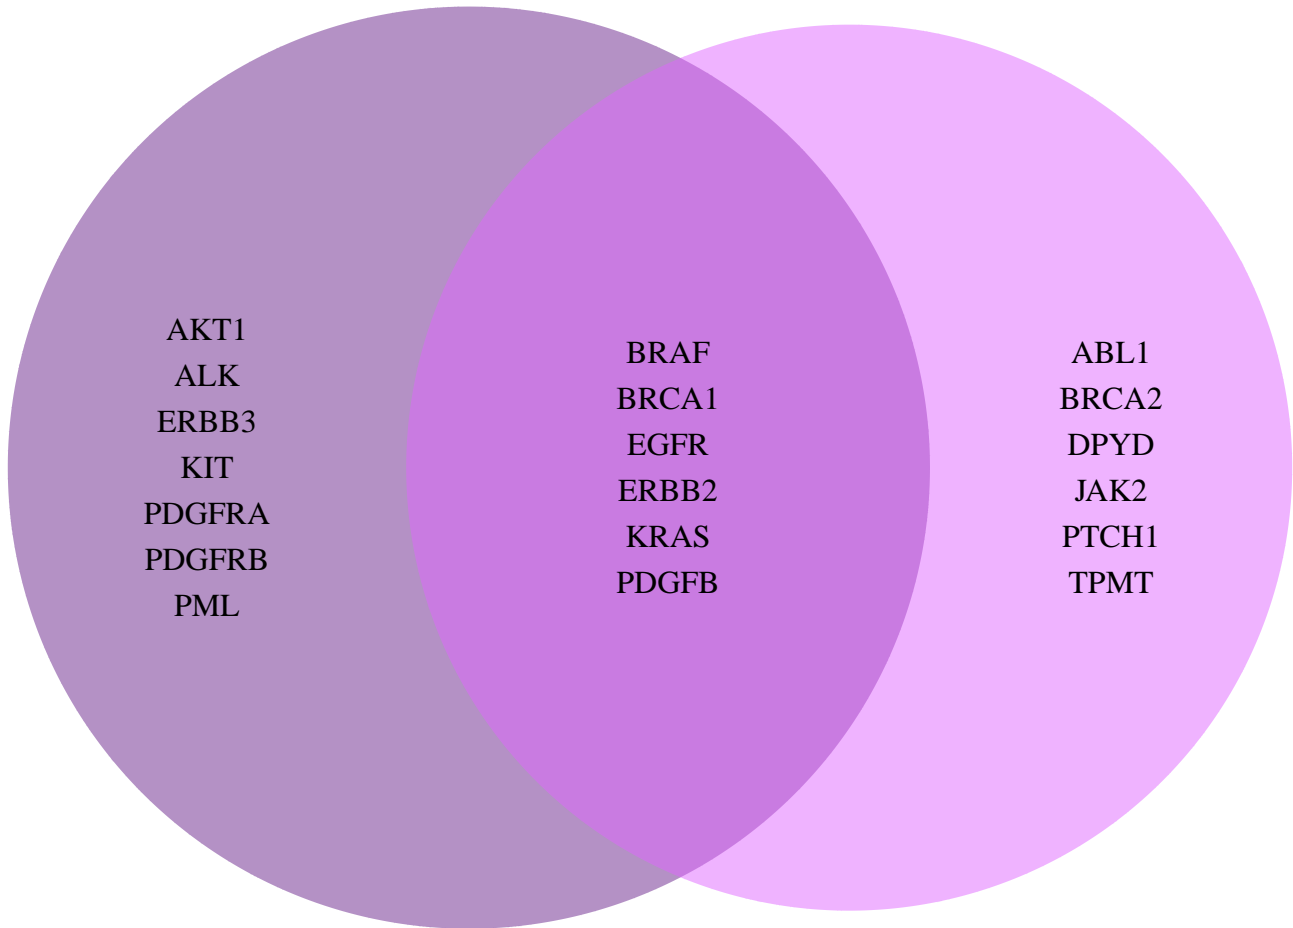 AKT1
ALK
ERBB3
KIT
PDGFRA
PDGFRB
PML
BRAF
BRCA1
EGFR
ERBB2
KRAS
PDGFB
ABL1
BRCA2
DPYD
JAK2
PTCH1
TPMT